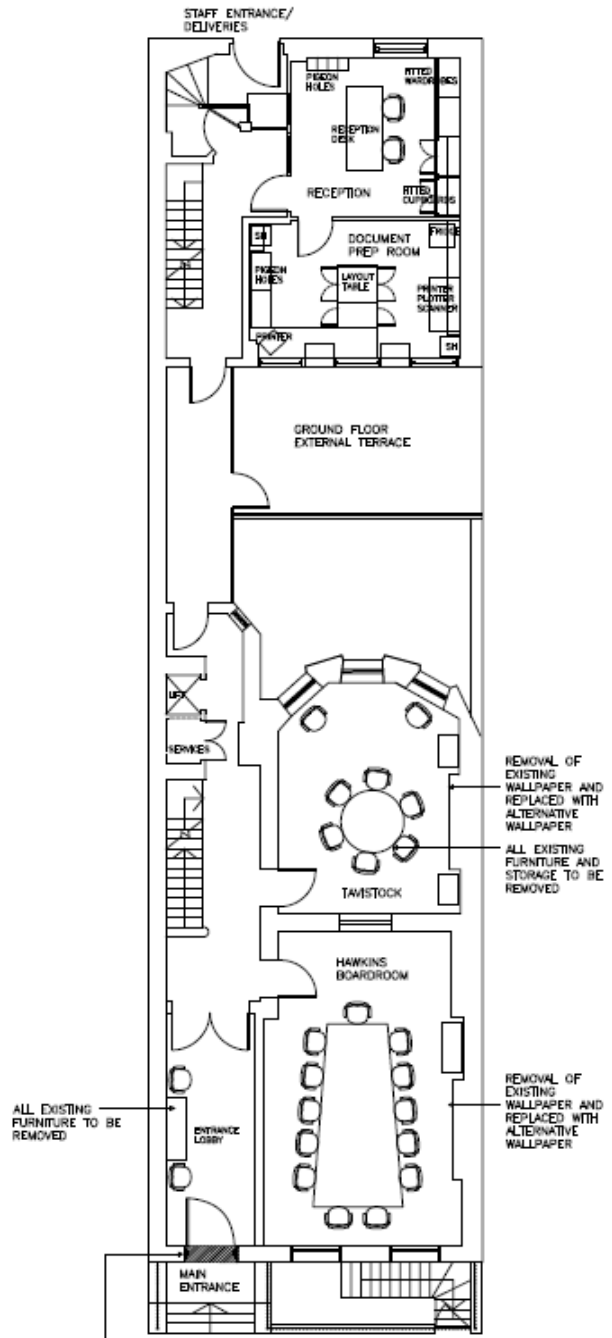 STAFF ENTRANCE/
DELIVERIES
PIGEON
HOLES
FITTED
WARDROBES
RECEPTION
DESK
RECEPTION
FITTED
CUPBOARDS
SH
DOCUMENT
PREP ROOM
FRIDGE
PIGEON
HOLES
LAYOUT
TABLE
PRINTER
PLOTTER
SCANNER
PRINTER
SH
GROUND FLOOR
EXTERNAL TERRACE
LIFT
SERVICES
REMOVAL OF
EXISTING
WALLPAPER AND
REPLACED WITH
ALTERNATIVE
WALLPAPER
ALL EXISTING
FURNITURE AND
STORAGE TO BE
REMOVED
TAVISTOCK
HAWKINS
BOARDROOM
ALL EXISTING
FURNITURE TO BE
REMOVED
ENTRANCE
LOBBY
REMOVAL OF
EXISTING
WALLPAPER AND
REPLACED WITH
ALTERNATIVE
WALLPAPER
MAIN
ENTRANCE